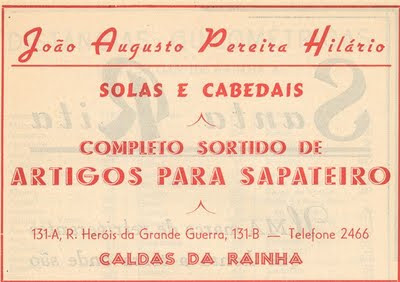 João Augusto Pereira Hilário
SOLAS E CABEDAIS
COMPLETO SORTIDO DE
ARTIGOS PARA SAPATEIRO
131-A, R. Heróis da Grande Guerra, 131-B — Telefone 2466
CALDAS DA RAINHA